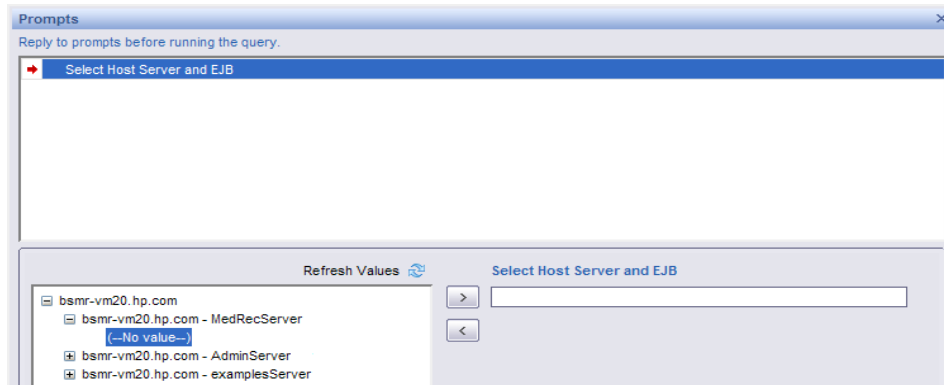 Prompts
Reply to prompts before running the query.
Select Host Server and EJB
Refresh Values
Select Host Server and EJB
bsmr-vm20.hp.com
bsmr-vm20.hp.com - MedRecServer
(--No value--)
bsmr-vm20.hp.com - AdminServer
bsmr-vm20.hp.com - examplesServer
>
<